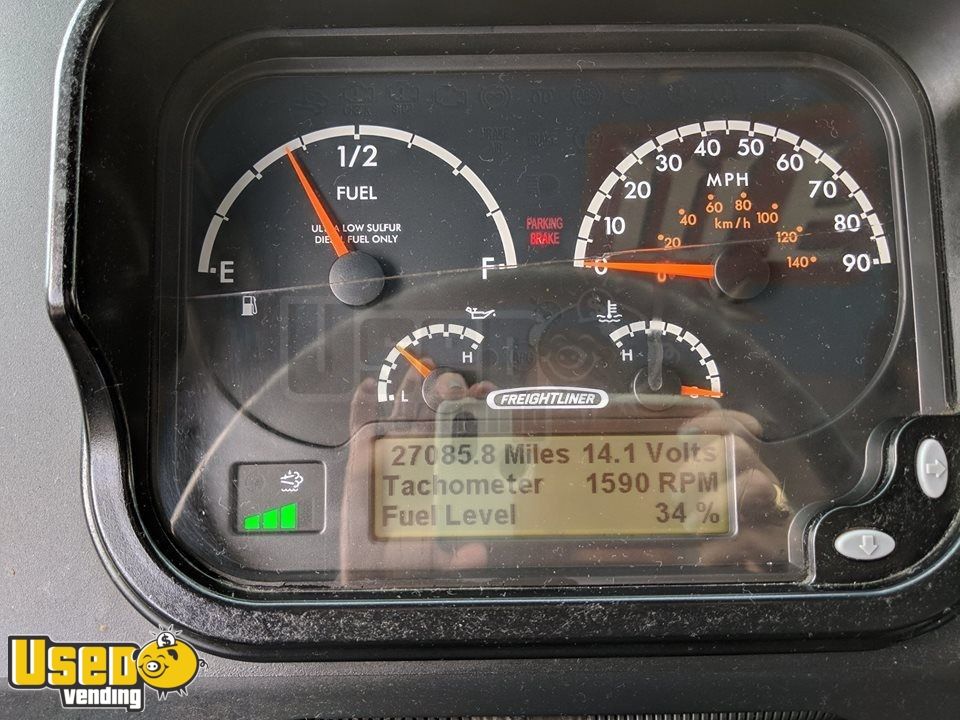 1/2
FUEL
ULTRA LOW SULFUR
DIESEL FUEL ONLY
E
F
PARKING
BRAKE
0 10 20 30 40 50 60 70 80 90
MPH
20 40 60 80 100 120 140
km/h
L H
H
FREIGHTLINER
27085.8 Miles 14.1 Volts
Tachometer 1590 RPM
Fuel Level 34 %
USED
vending